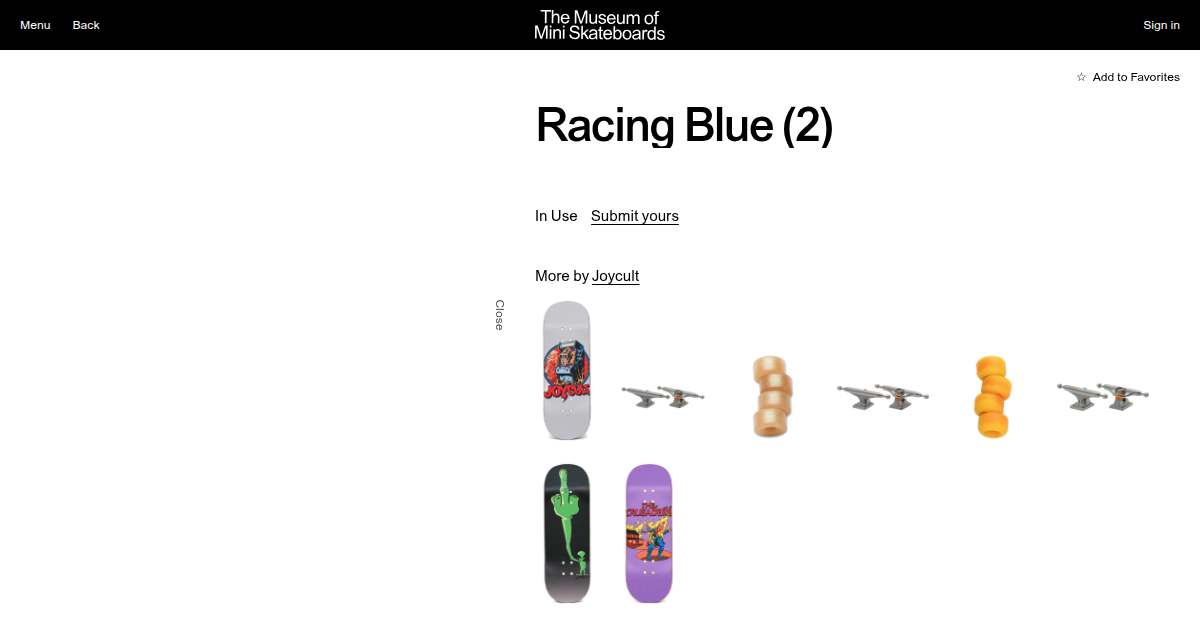 Menu
Back
The Museum of
Mini Skateboards
Sign in
☆ Add to Favorites
Racing Blue (2)
In Use Submit yours
More by Joycult
Close
JOYCULT